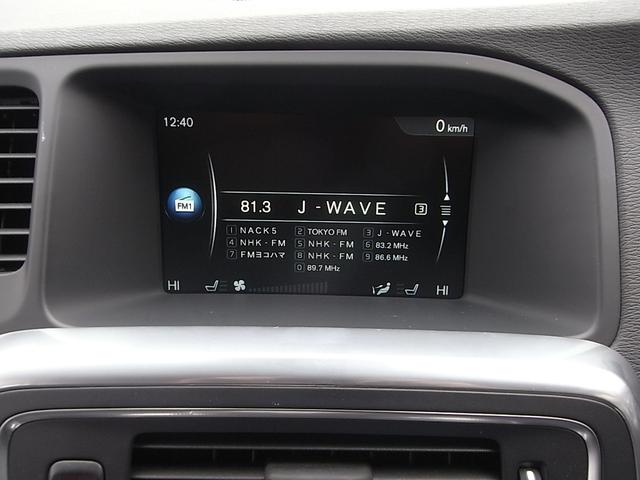 12:40 0 km/h
FM1 81.3 J-WAVE 3
1 NACK5 2 TOKYO FM 3 J-WAVE
4 NHK-FM 5 NHK-FM 6 83.2 MHz
7 FMヨコハマ 8 NHK-FM 9 86.6 MHz
0 89.7 MHz
HI HI